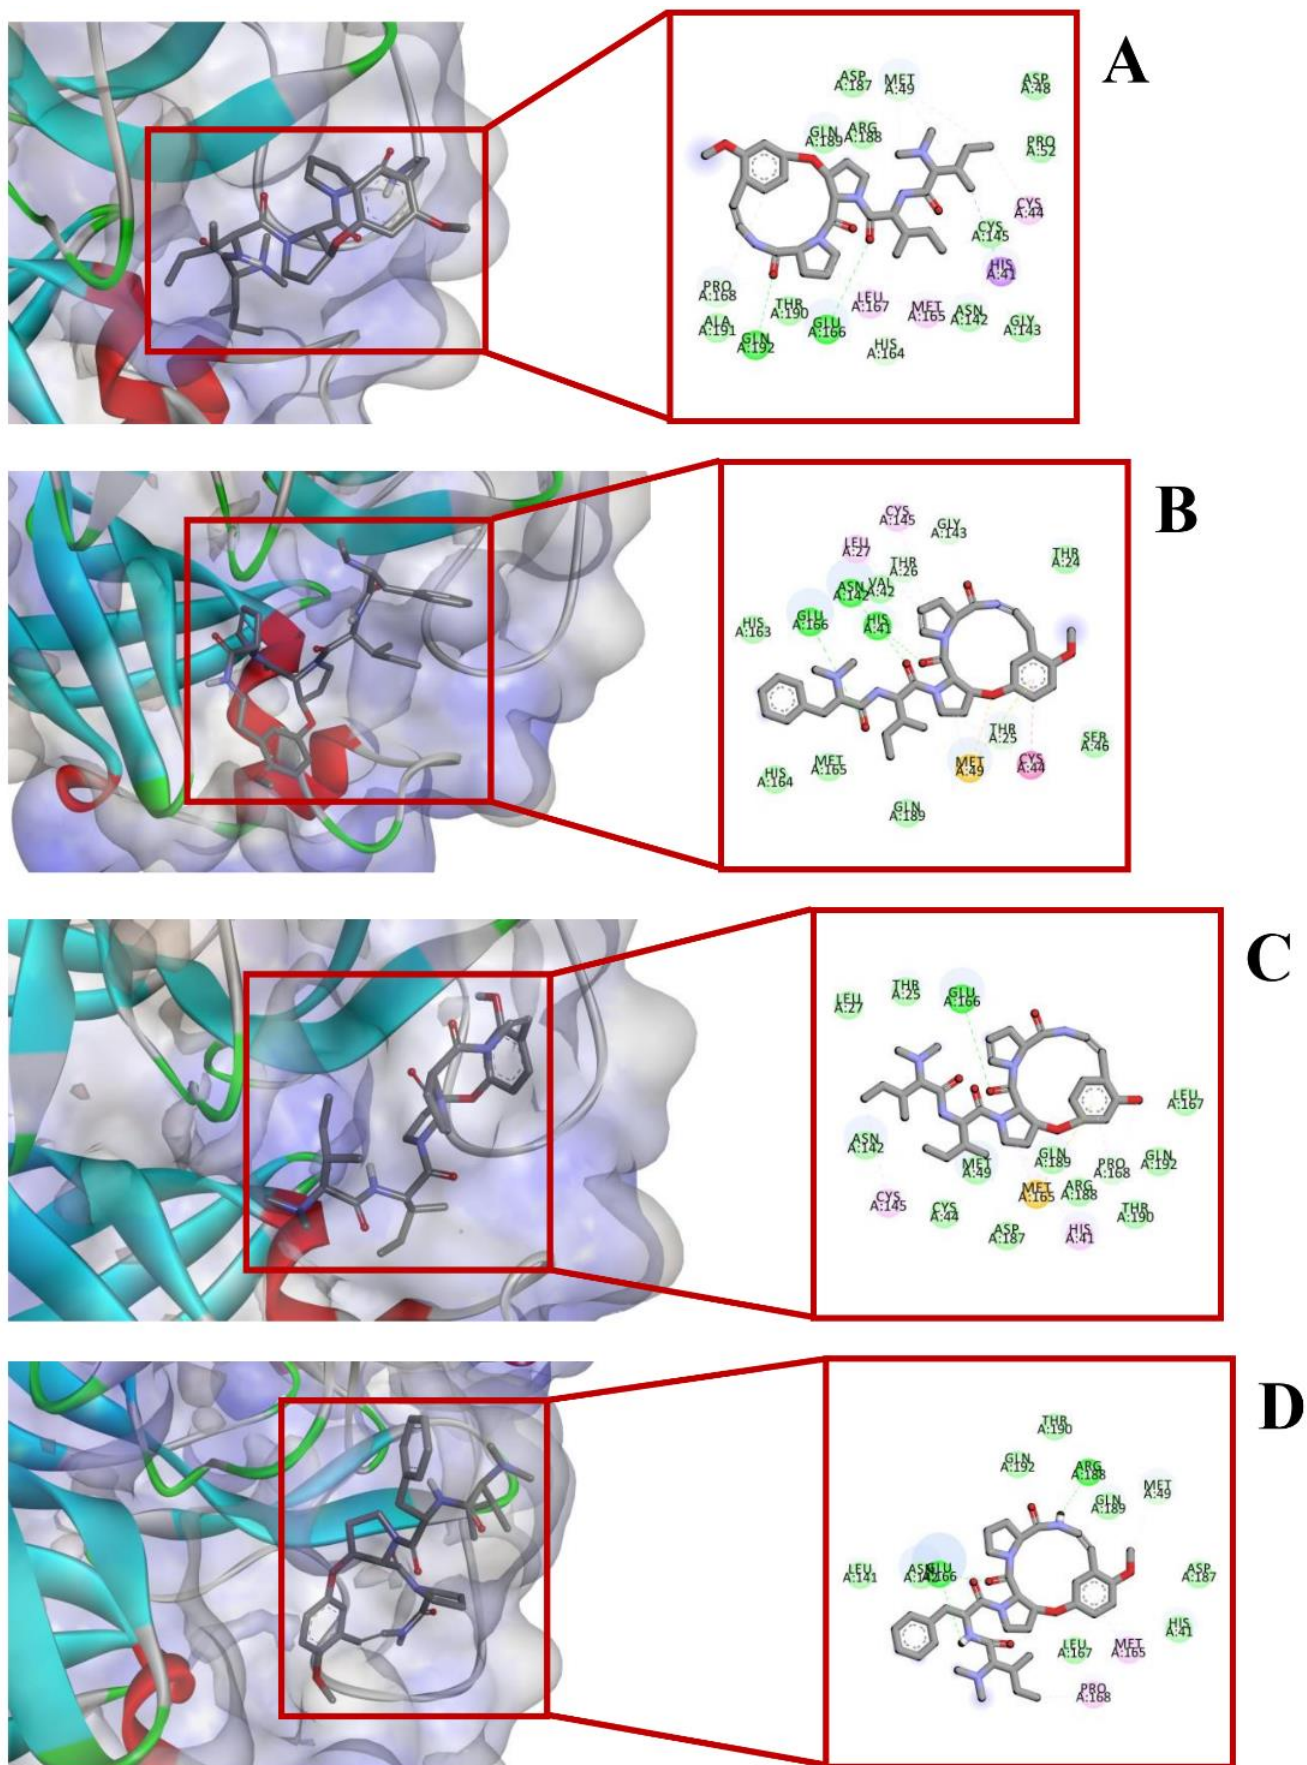 A
ASP
A:187
MET
A:49
ASP
A:48
GLN
A:189
ARG
A:188
PRO
A:52
CYS
A:44
CYS
A:145
HIS
A:41
PRO
A:168
THR
A:190
LEU
A:167
MET
A:165
ASN
A:142
GLY
A:143
ALA
A:191
GLN
A:192
GLU
A:166
HIS
A:164
B
CYS
A:145
GLY
A:143
LEU
A:27
THR
A:26
THR
A:24
ASN
A:142
VAL
A:42
GLU
A:166
HIS
A:41
HIS
A:163
THR
A:25
SER
A:46
MET
A:49
CYS
A:44
HIS
A:164
MET
A:165
GLN
A:189
C
LEU
A:27
THR
A:25
GLU
A:166
LEU
A:167
ASN
A:142
MET
A:49
GLN
A:189
PRO
A:168
GLN
A:192
CYS
A:145
CYS
A:44
MET
A:165
ARG
A:188
THR
A:190
ASP
A:187
HIS
A:41
D
THR
A:190
GLN
A:192
ARG
A:188
MET
A:49
GLN
A:189
LEU
A:141
ASN
A:142
GLU
A:166
ASP
A:187
HIS
A:41
LEU
A:167
MET
A:165
PRO
A:168